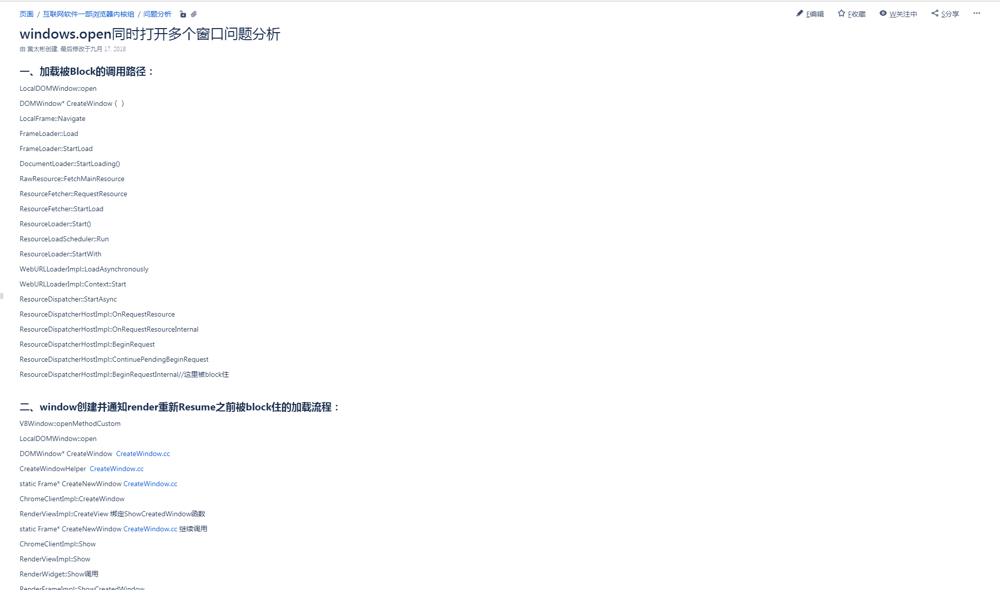 页面 / 互联网软件一部浏览器内核组 / 问题分析
E编辑 F收藏 W关注中 S分享 ···
windows.open同时打开多个窗口问题分析
由 黄太彬创建, 最后修改于九月 17, 2018
一、加载被Block的调用路径：
LocalDOMWindow::open
DOMWindow* CreateWindow（ ）
LocalFrame::Navigate
FrameLoader::Load
FrameLoader::StartLoad
DocumentLoader::StartLoading()
RawResource::FetchMainResource
ResourceFetcher::RequestResource
ResourceFetcher::StartLoad
ResourceLoader::Start()
ResourceLoadScheduler::Run
ResourceLoader::StartWith
WebURLLoaderImpl::LoadAsynchronously
WebURLLoaderImpl::Context::Start
ResourceDispatcher::StartAsync
ResourceDispatcherHostImpl::OnRequestResource
ResourceDispatcherHostImpl::OnRequestResourceInternal
ResourceDispatcherHostImpl::BeginRequest
ResourceDispatcherHostImpl::ContinuePendingBeginRequest
ResourceDispatcherHostImpl::BeginRequestInternal//这里被block住
二、window创建并通知render重新Resume之前被block住的加载流程：
V8Window::openMethodCustom
LocalDOMWindow::open
DOMWindow* CreateWindow CreateWindow.cc
CreateWindowHelper CreateWindow.cc
static Frame* CreateNewWindow CreateWindow.cc
ChromeClientImpl::CreateWindow
RenderViewImpl::CreateView 绑定ShowCreatedWindow函数
static Frame* CreateNewWindow CreateWindow.cc 继续调用
ChromeClientImpl::Show
RenderViewImpl::Show
RenderWidget::Show调用
RenderFrameImpl::ShowCreatedWindow